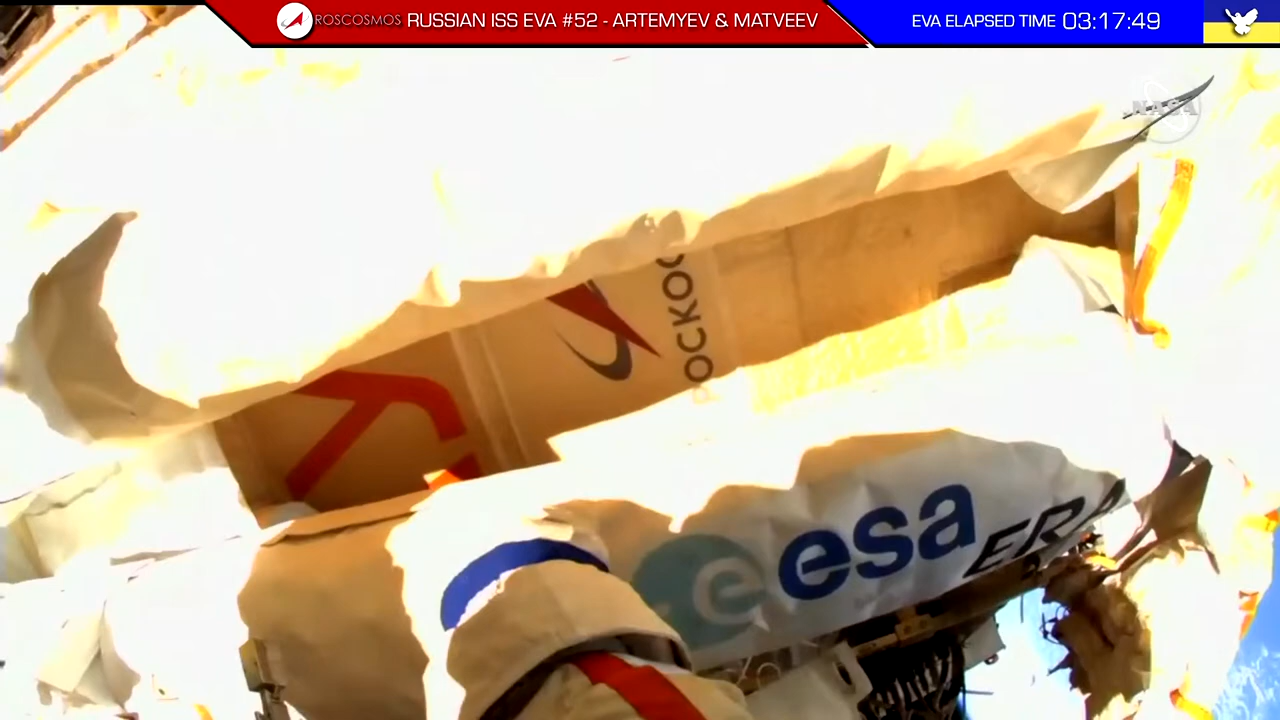 ROSCOSMOS RUSSIAN ISS EVA #52 - ARTEMYEV & MATVEEV
EVA ELAPSED TIME 03:17:49
NASA
РОСКОС
e esa
ERA